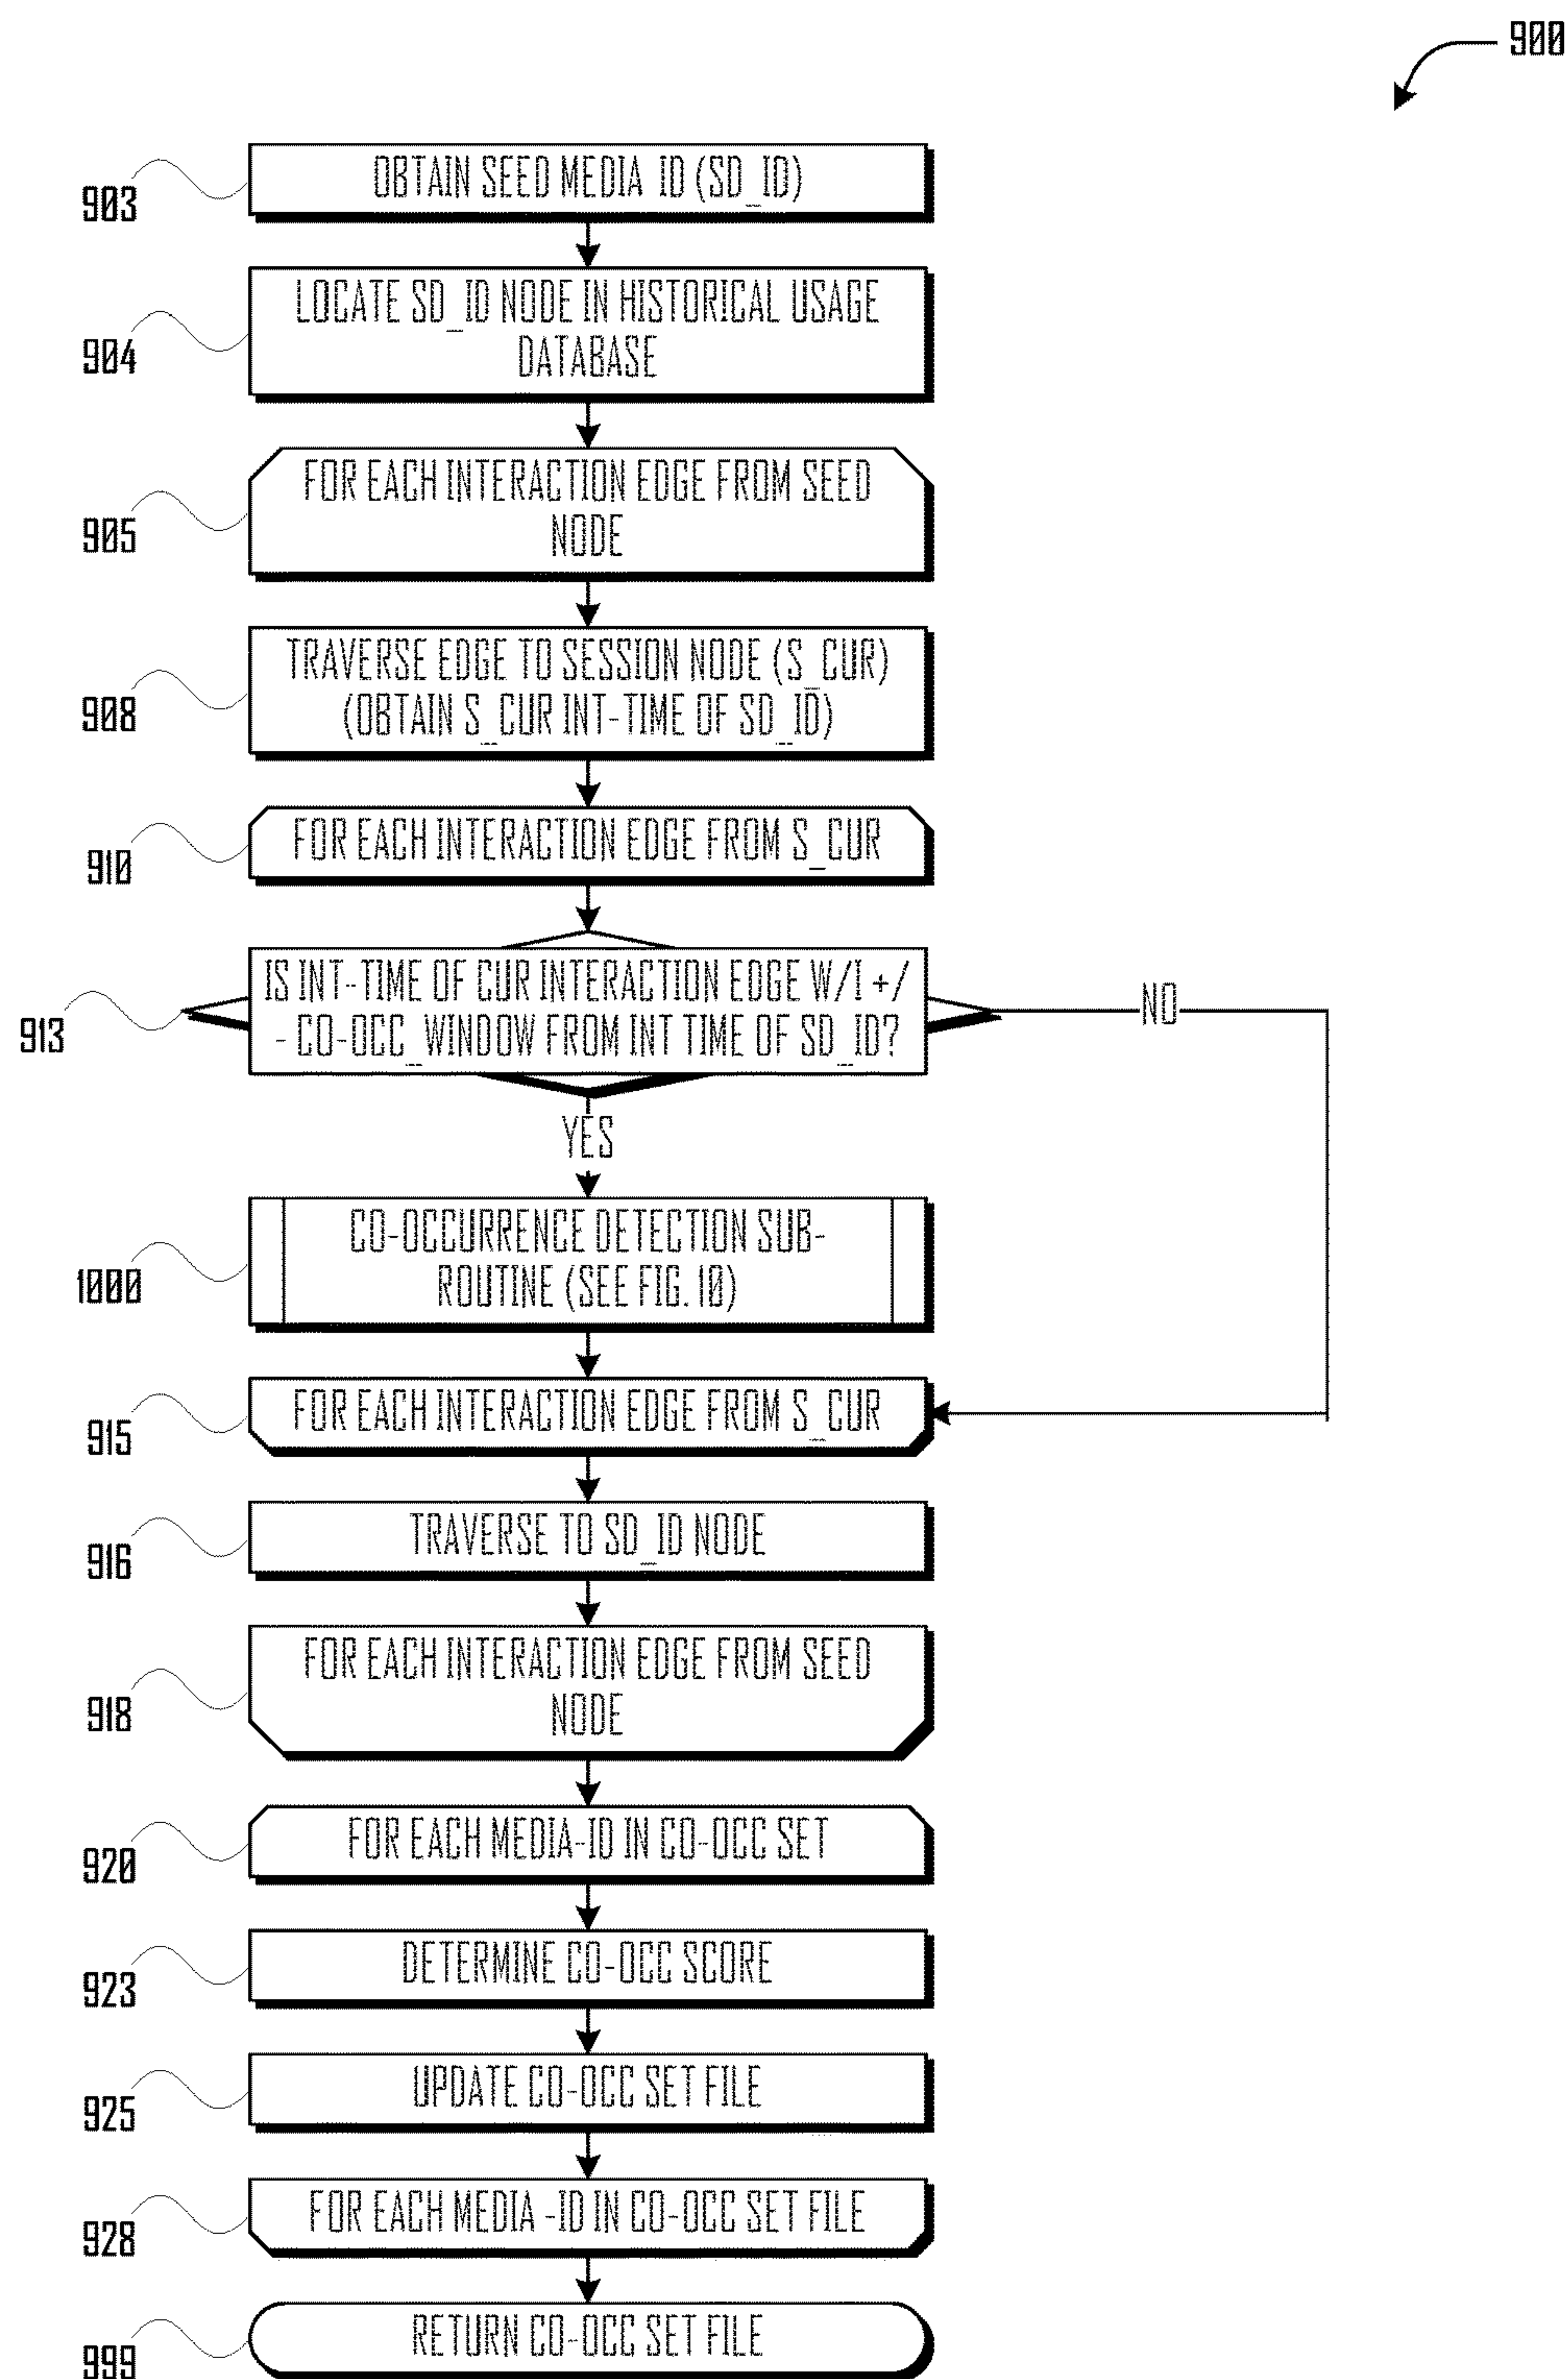 900
903
OBTAIN SEED MEDIA ID (SD_ID)
904
LOCATE SD_ID NODE IN HISTORICAL USAGE
DATABASE
905
FOR EACH INTERACTION EDGE FROM SEED
NODE
908
TRAVERSE EDGE TO SESSION NODE (S_CUR)
(OBTAIN S_CUR INT-TIME OF SD_ID)
910
FOR EACH INTERACTION EDGE FROM S_CUR
913
IS INT-TIME OF CUR INTERACTION EDGE W/I +/
- CO-OCC_WINDOW FROM INT TIME OF SD_ID?
NO
YES
1000
CO-OCCURRENCE DETECTION SUB-
ROUTINE (SEE FIG. 10)
915
FOR EACH INTERACTION EDGE FROM S_CUR
916
TRAVERSE TO SD_ID NODE
918
FOR EACH INTERACTION EDGE FROM SEED
NODE
920
FOR EACH MEDIA-ID IN CO-OCC SET
923
DETERMINE CO-OCC SCORE
925
UPDATE CO-OCC SET FILE
928
FOR EACH MEDIA -ID IN CO-OCC SET FILE
999
RETURN CO-OCC SET FILE